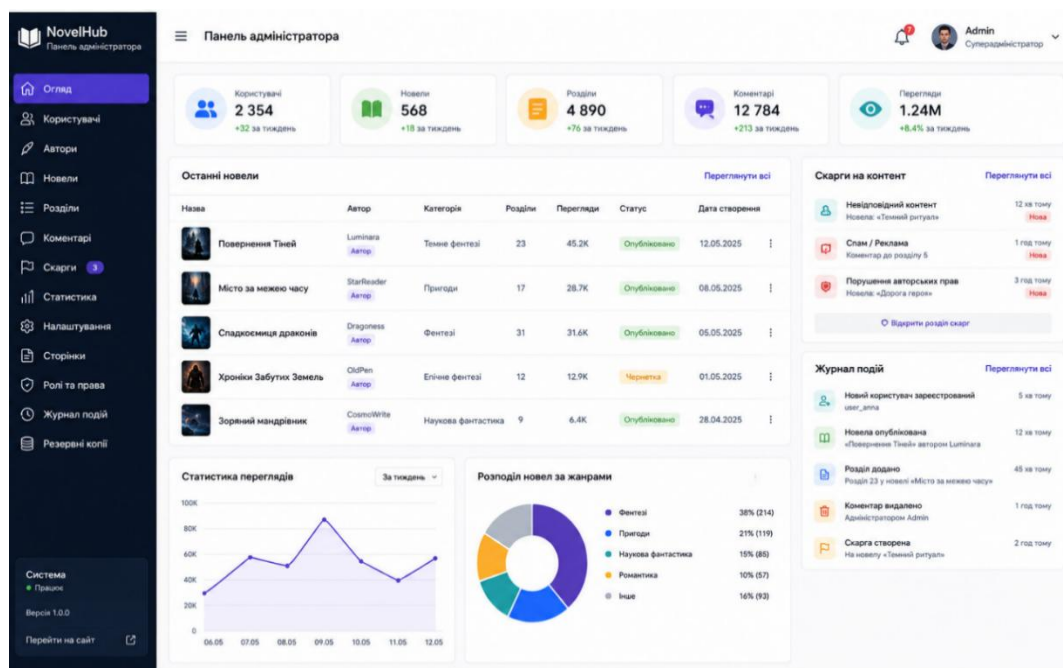 NovelHub
Панель адміністратора
Огляд
Користувачі
Автори
Новели
Розділи
Коментарі
Скарги 3
Статистика
Налаштування
Сторінки
Ролі та права
Журнал подій
Резервні копії
Система
Працює
Версія 1.0.0
Перейти на сайт
Панель адміністратора
7
Admin
Суперадміністратор
Користувачі
2 354
+32 за тиждень
Новели
568
+18 за тиждень
Розділи
4 890
+76 за тиждень
Коментарі
12 784
+213 за тиждень
Перегляди
1.24M
+8.4% за тиждень
Останні новели Переглянути всі
Назва Автор Категорія Розділи Перегляди Статус Дата створення
Повернення Тіней Luminara Автор Темне фентезі 23 45.2K Опубліковано 12.05.2025
Місто за межею часу StarReader Автор Пригоди 17 28.7K Опубліковано 08.05.2025
Спадкоємиця драконів Dragoness Автор Фентезі 31 31.6K Опубліковано 05.05.2025
Хроніки Забутих Земель OldPen Автор Епічне фентезі 12 12.9K Чернетка 01.05.2025
Зоряний мандрівник CosmoWrite Автор Наукова фантастика 9 6.4K Опубліковано 28.04.2025
Статистика переглядів За тиждень
100K
80K
60K
40K
20K
0
06.05 07.05 08.05 09.05 10.05 11.05 12.05
Розподіл новел за жанрами
Фентезі 38% (214)
Пригоди 21% (119)
Наукова фантастика 15% (85)
Романтика 10% (57)
Інше 16% (93)
Скарги на контент Переглянути всі
Невідповідний контент 12 хв тому
Новела: «Темний ритуал» Нова
Спам / Реклама 1 год тому
Коментар до розділу 5 Нова
Порушення авторських прав 3 год тому
Новела: «Дорога героя» Нова
Відкрити розділ скарг
Журнал подій Переглянути всі
Новий користувач зареєстрований 5 хв тому
user_anna
Новела опублікована 12 хв тому
«Повернення Тіней» автором Luminara
Розділ додано 45 хв тому
Розділ 23 у новелі «Місто за межею часу»
Коментар видалено 1 год тому
Адміністратором Admin
Скарга створена 2 год тому
На новелу «Темний ритуал»